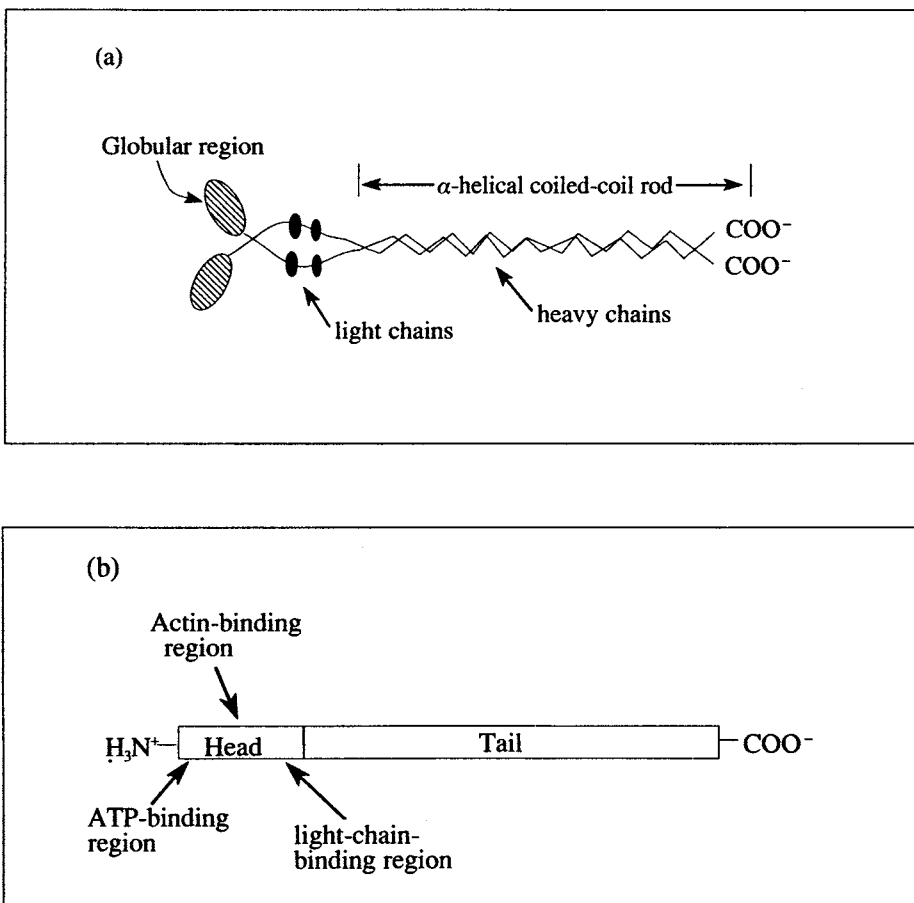 (a)
Globular region
α-helical coiled-coil rod
COO⁻
COO⁻
heavy chains
light chains
(b)
Actin-binding
region
H₃N⁺
Head
Tail
COO⁻
ATP-binding
region
light-chain-
binding region